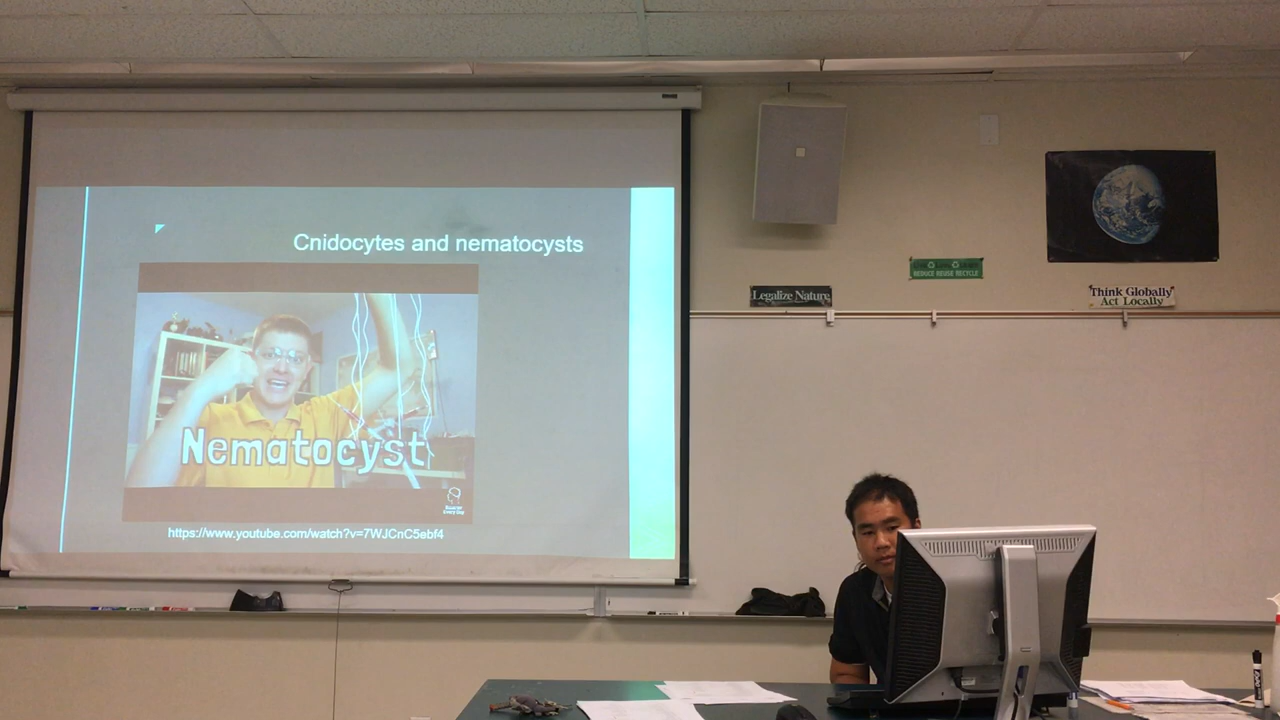 Cnidocytes and nematocysts
Nematocyst
https://www.youtube.com/watch?v=7WJCnC5ebf4
Legalize Nature
REDUCE REUSE RECYCLE
Think Globally
Act Locally